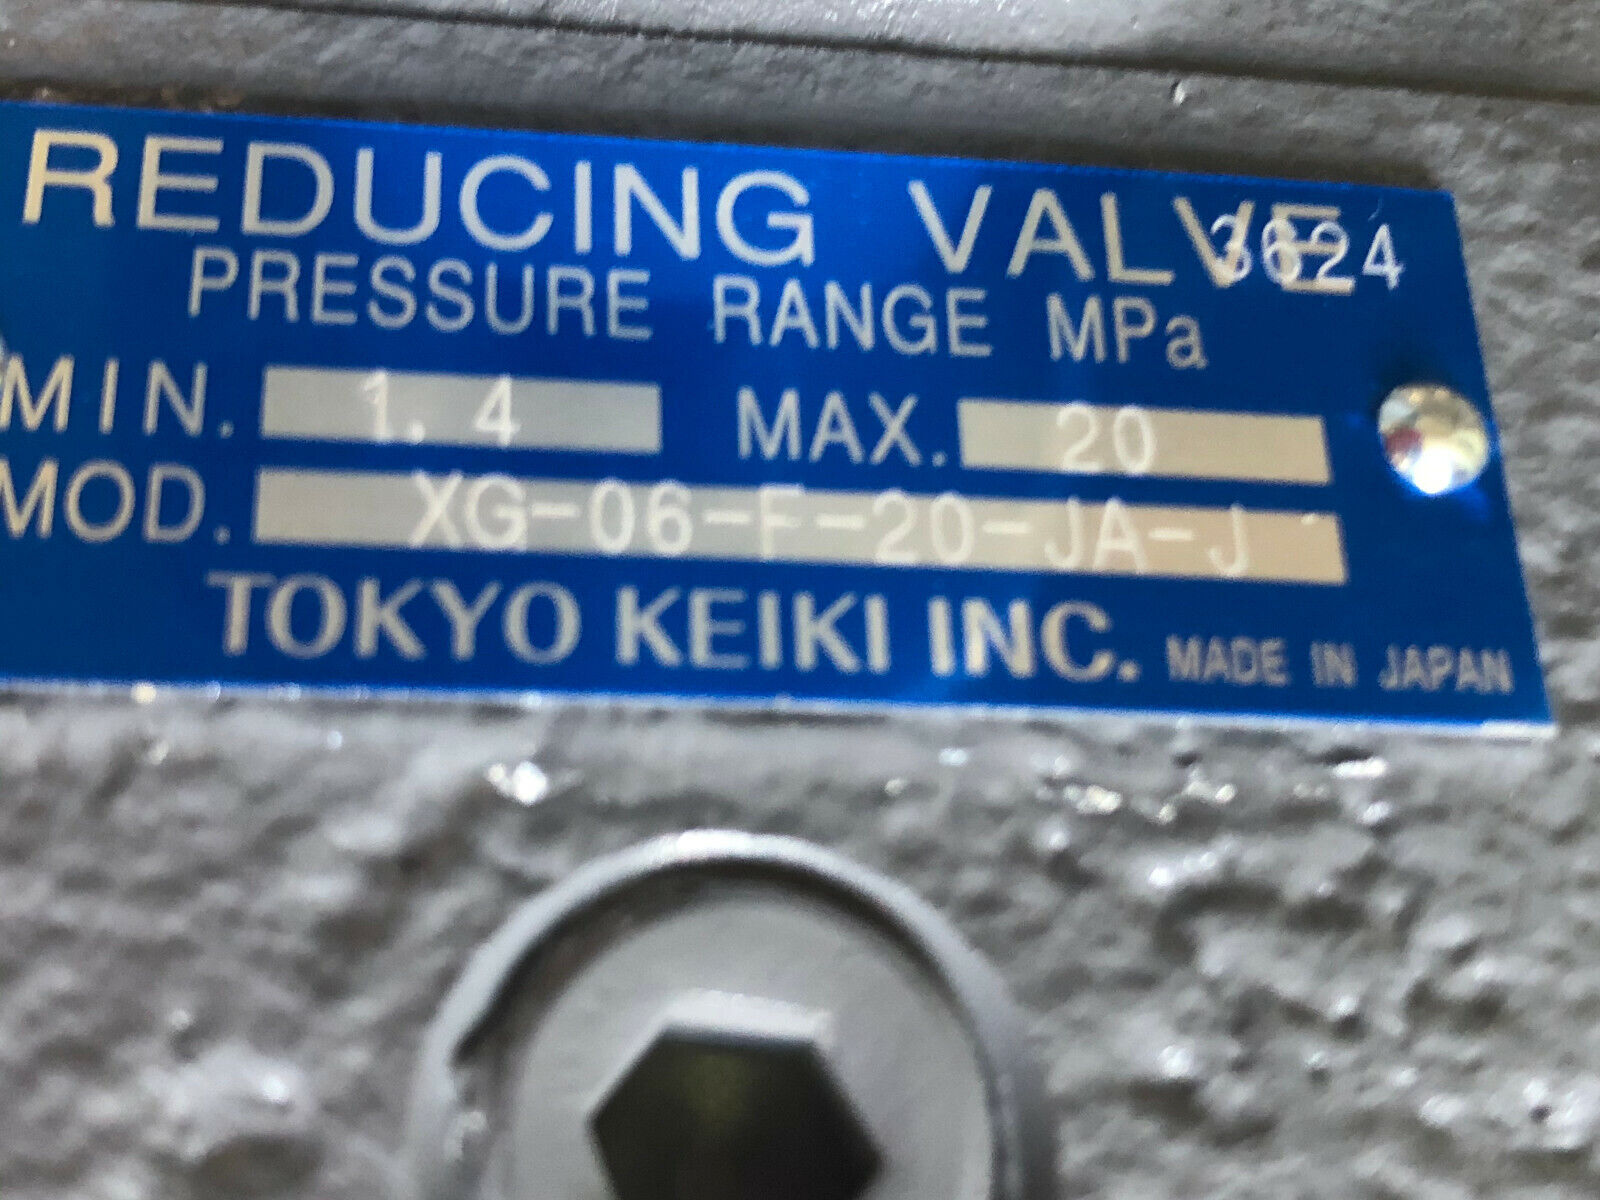 REDUCING VALVE 3624
PRESSURE RANGE MPa
MIN. 1.4 MAX. 20
MOD. XG-06-F-20-JA-J
TOKYO KEIKI INC. MADE IN JAPAN